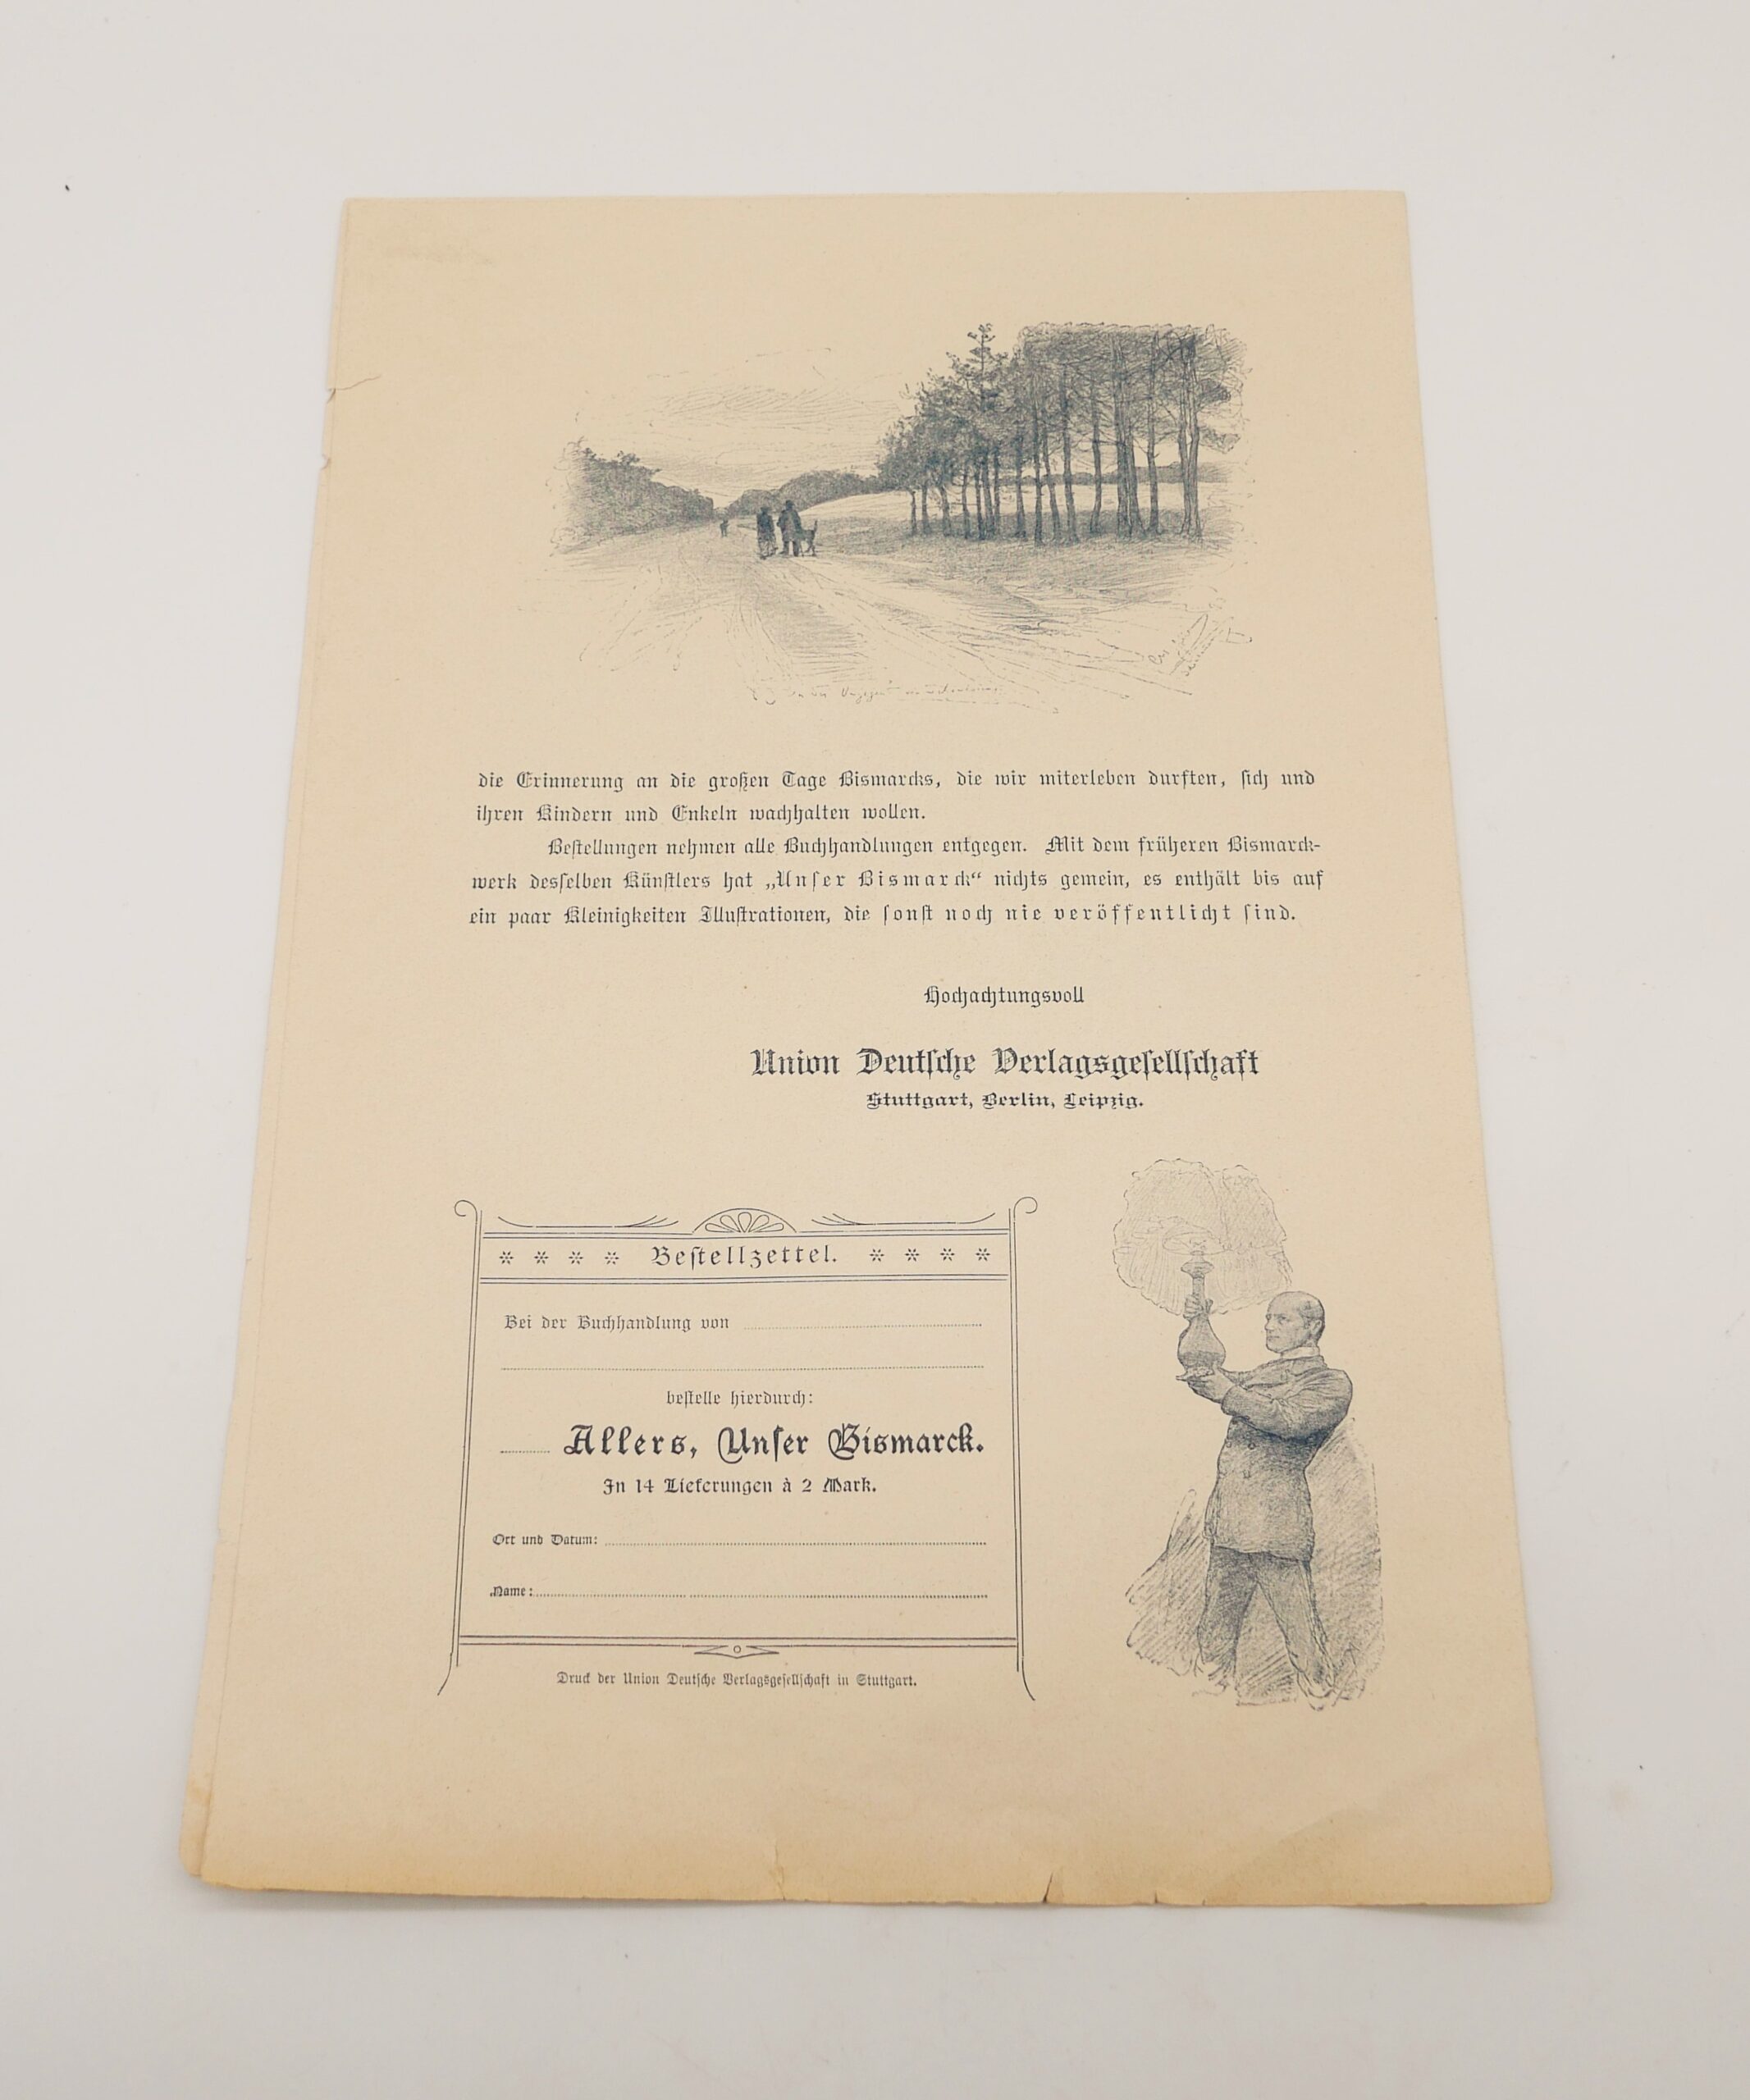 In der Umgegend von
die Erinnerung an die großen Tage Bismarcks, die wir miterleben durften, sich und
ihren Kindern und Enkeln wachhalten wollen.
Bestellungen nehmen alle Buchhandlungen entgegen. Mit dem früheren Bismarck-
werk desselben Künstlers hat „Unser Bismarck“ nichts gemein, es enthält bis auf
ein paar Kleinigkeiten Illustrationen, die sonst noch nie veröffentlicht sind.
Hochachtungsvoll
Union Deutsche Verlagsgesellschaft
Stuttgart, Berlin, Leipzig.
Bestellzettel.
Bei der Buchhandlung von
bestelle hierdurch:
Allers, Unser Bismarck.
In 14 Lieferungen à 2 Mark.
Ort und Datum:
Name:
Druck der Union Deutsche Verlagsgesellschaft in Stuttgart.